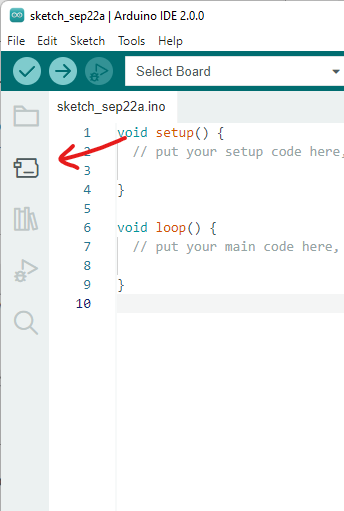 sketch_sep22a | Arduino IDE 2.0.0
File Edit Sketch Tools Help
Select Board
sketch_sep22a.ino
1 void setup() {
2 // put your setup code here,
3
4 }
5
6 void loop() {
7 // put your main code here,
8
9 }
10